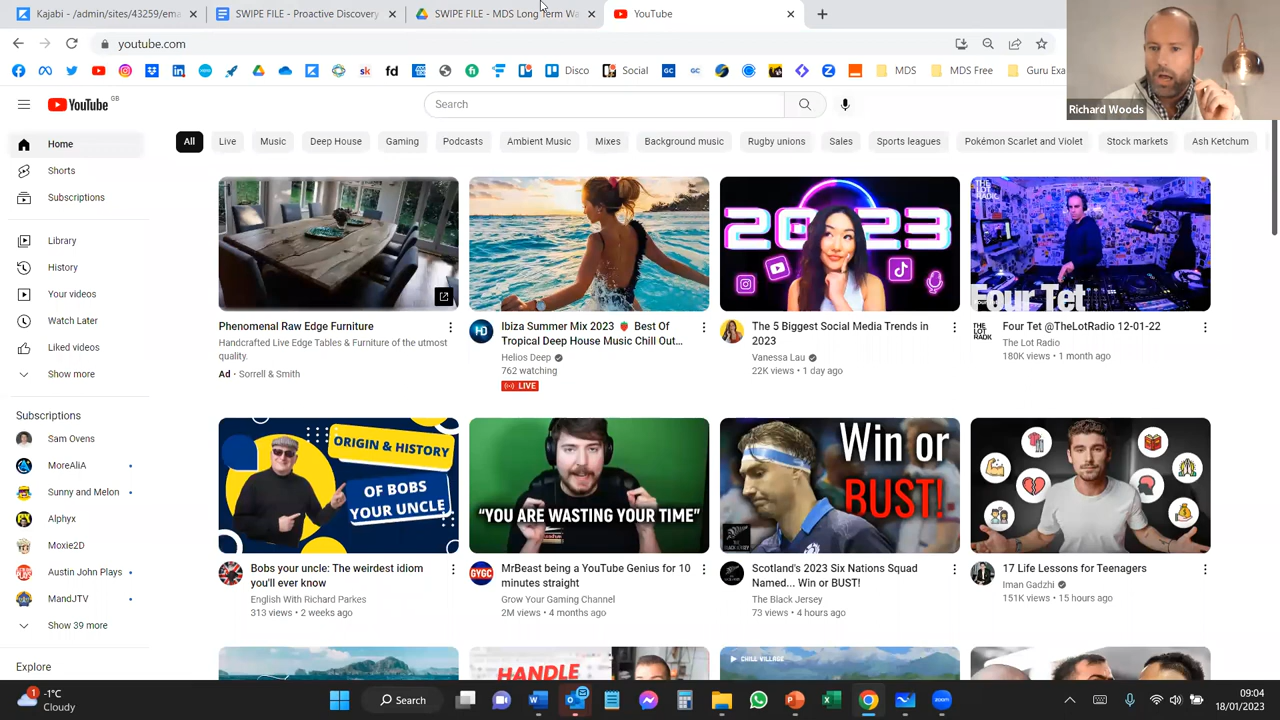 Kajabi - /admin/sites/43259/ema
SWIPE FILE - Proactive Discovery
SWIPE FILE - MDS Long Term Wa
YouTube
youtube.com
Disco
Social
MDS
MDS Free
Guru Exa
Richard Woods
YouTube GB
Search
Home
Shorts
Subscriptions
Library
History
Your videos
Watch Later
Liked videos
Show more
Subscriptions
Sam Ovens
MoreAliA
Sunny and Melon
Alphyx
Moxie2D
Austin John Plays
MandJTV
Show 39 more
Explore
All
Live
Music
Deep House
Gaming
Podcasts
Ambient Music
Mixes
Background music
Rugby unions
Sales
Sports leagues
Pokémon Scarlet and Violet
Stock markets
Ash Ketchum
Phenomenal Raw Edge Furniture
Handcrafted Live Edge Tables & Furniture of the utmost
quality.
Ad • Sorrell & Smith
Ibiza Summer Mix 2023 🍓 Best Of
Tropical Deep House Music Chill Out...
Helios Deep
762 watching
LIVE
2023
The 5 Biggest Social Media Trends in
2023
Vanessa Lau
22K views • 1 day ago
THE
LOT
RADIO
Four Tet
Four Tet @TheLotRadio 12-01-22
The Lot Radio
180K views • 1 month ago
ORIGIN & HISTORY
OF BOBS
YOUR UNCLE
Bobs your uncle: The weirdest idiom
you'll ever know
English With Richard Parkes
313 views • 2 weeks ago
"YOU ARE WASTING YOUR TIME"
GYGC
MrBeast being a YouTube Genius for 10
minutes straight
Grow Your Gaming Channel
2M views • 4 months ago
Win or
BUST!
Scotland's 2023 Six Nations Squad
Named... Win or BUST!
The Black Jersey
73 views • 4 hours ago
17 Life Lessons for Teenagers
Iman Gadzhi
151K views • 15 hours ago
HANDLE
CHILL VILLAGE
1
-1°C
Cloudy
Search
09:04
18/01/2023